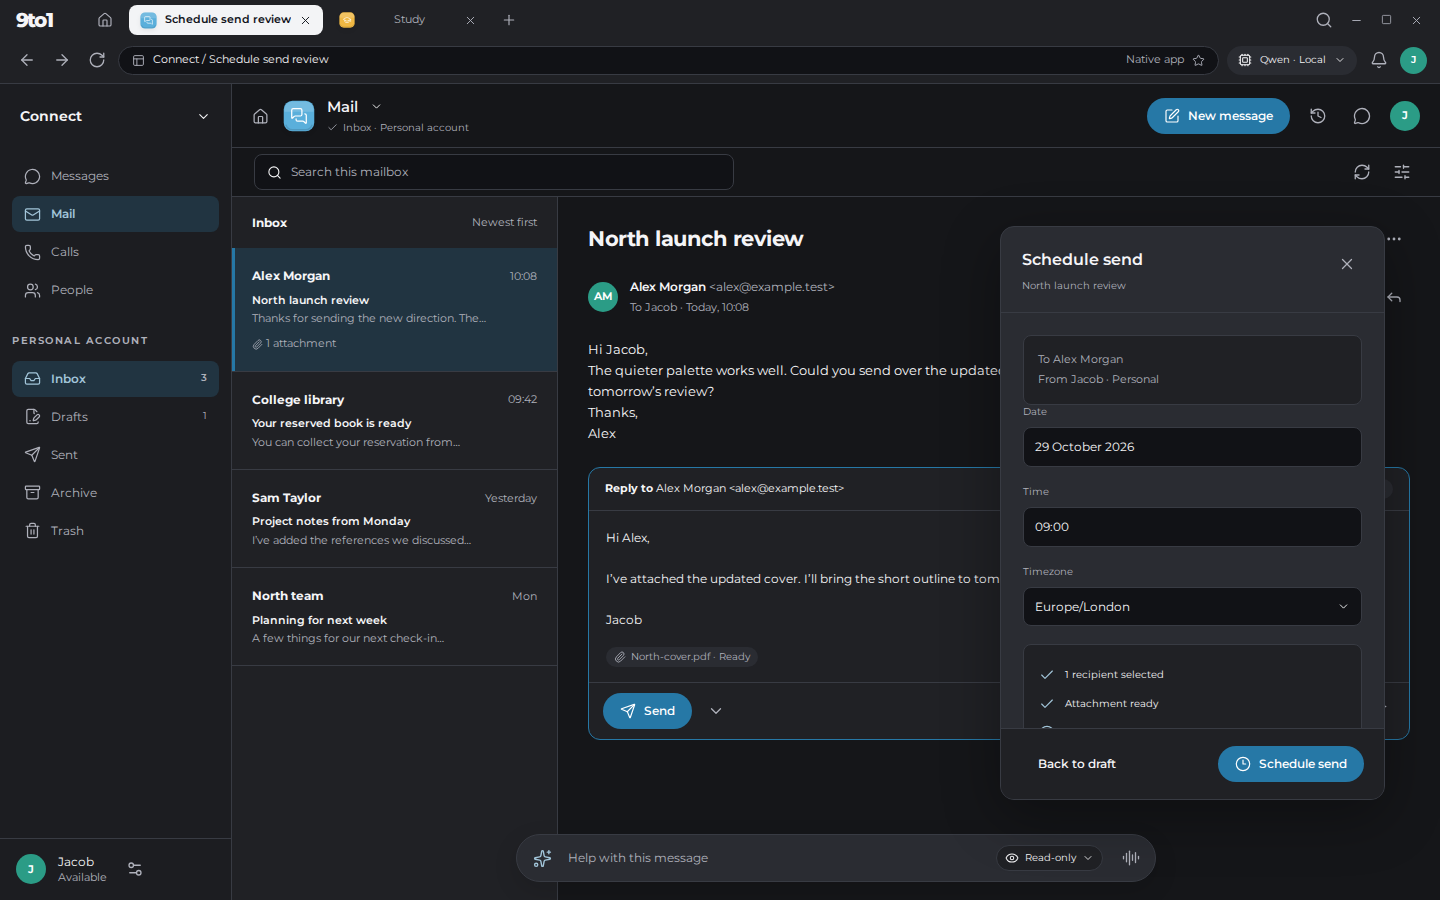 9to1
Schedule send review
Study
Connect / Schedule send review
Native app
Qwen · Local
J
Connect
Messages
Mail
Calls
People
PERSONAL ACCOUNT
Inbox
3
Drafts
1
Sent
Archive
Trash
J
Jacob
Available
Mail
Inbox · Personal account
New message
J
Search this mailbox
Inbox
Newest first
Alex Morgan
10:08
North launch review
Thanks for sending the new direction. The...
1 attachment
College library
09:42
Your reserved book is ready
You can collect your reservation from...
Sam Taylor
Yesterday
Project notes from Monday
I've added the references we discussed...
North team
Mon
Planning for next week
A few things for our next check-in...
North launch review
AM
Alex Morgan <alex@example.test>
To Jacob · Today, 10:08
Hi Jacob,
The quieter palette works well. Could you send over the updated
tomorrow's review?
Thanks,
Alex
Reply to Alex Morgan <alex@example.test>
Hi Alex,
I've attached the updated cover. I'll bring the short outline to
Jacob
North-cover.pdf · Ready
Send
Schedule send
North launch review
To Alex Morgan
From Jacob · Personal
Date
29 October 2026
Time
09:00
Timezone
Europe/London
1 recipient selected
Attachment ready
Back to draft
Schedule send
Help with this message
Read-only